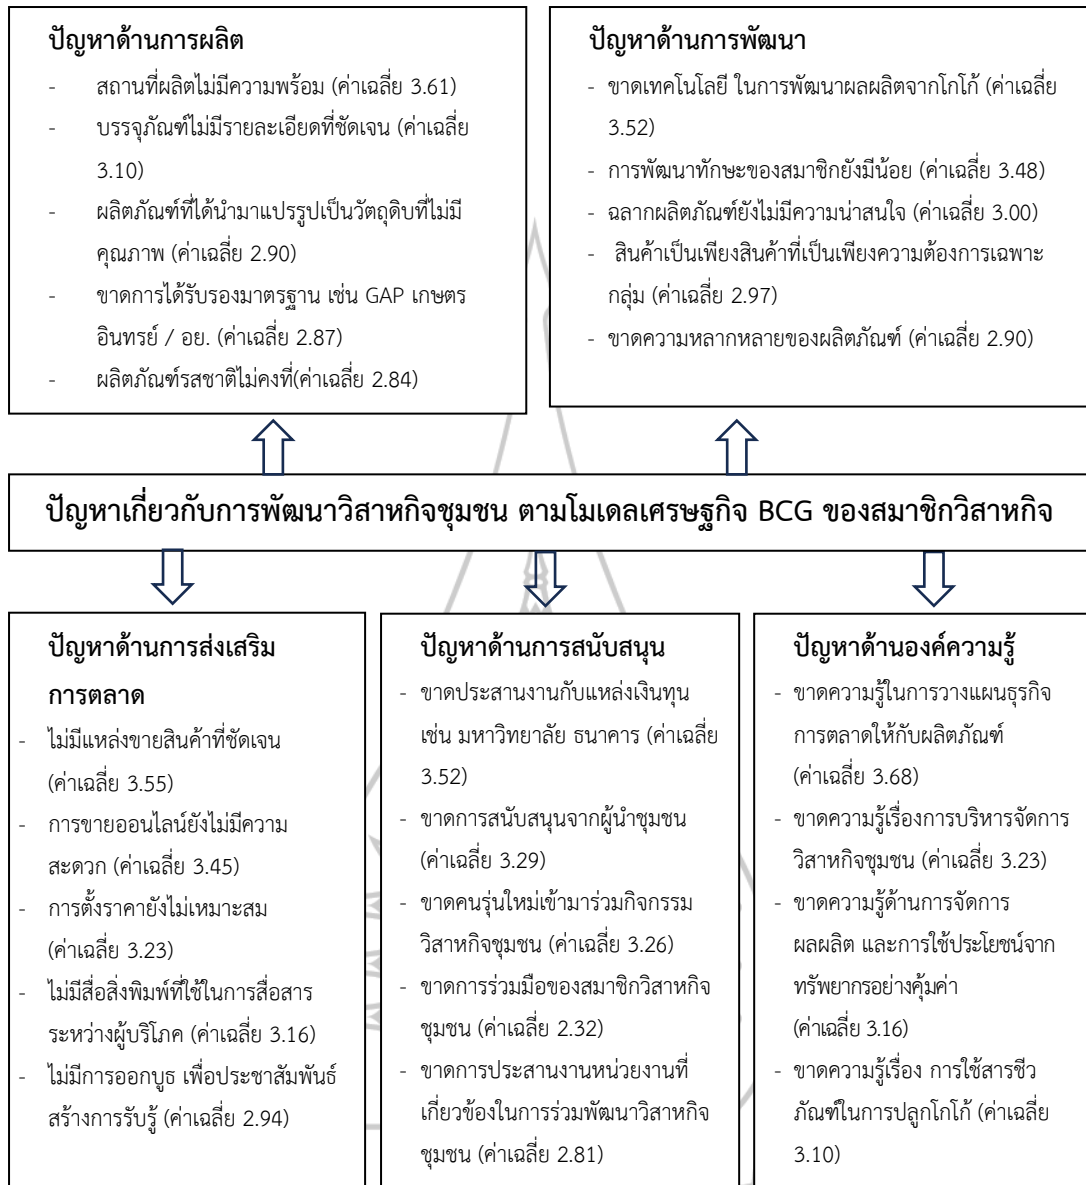 ปัญหาด้านการผลิต
- สถานที่ผลิตไม่มีความพร้อม (ค่าเฉลี่ย 3.61)
- บรรจุภัณฑ์ไม่มีรายละเอียดที่ชัดเจน (ค่าเฉลี่ย
3.10)
- ผลิตภัณฑ์ที่ได้นำมาแปรรูปเป็นวัตถุดิบที่ไม่มี
คุณภาพ (ค่าเฉลี่ย 2.90)
- ขาดการได้รับรองมาตรฐาน เช่น GAP เกษตร
อินทรย์ / อย. (ค่าเฉลี่ย 2.87)
- ผลิตภัณฑ์รสชาติไม่คงที่(ค่าเฉลี่ย 2.84)
ปัญหาด้านการพัฒนา
- ขาดเทคโนโลยี ในการพัฒนาผลผลิตจากโกโก้ (ค่าเฉลี่ย
3.52)
- การพัฒนาทักษะของสมาชิกยังมีน้อย (ค่าเฉลี่ย 3.48)
- ฉลากผลิตภัณฑ์ยังไม่มีความน่าสนใจ (ค่าเฉลี่ย 3.00)
- สินค้าเป็นเพียงสินค้าที่เป็นเพียงความต้องการเฉพาะ
กลุ่ม (ค่าเฉลี่ย 2.97)
- ขาดความหลากหลายของผลิตภัณฑ์ (ค่าเฉลี่ย 2.90)
ปัญหาเกี่ยวกับการพัฒนาวิสาหกิจชุมชน ตามโมเดลเศรษฐกิจ BCG ของสมาชิกวิสาหกิจ
ปัญหาด้านการส่งเสริม
การตลาด
- ไม่มีแหล่งขายสินค้าที่ชัดเจน
(ค่าเฉลี่ย 3.55)
- การขายออนไลน์ยังไม่มีความ
สะดวก (ค่าเฉลี่ย 3.45)
- การตั้งราคายังไม่เหมาะสม
(ค่าเฉลี่ย 3.23)
- ไม่มีสื่อสิ่งพิมพ์ที่ใช้ในการสื่อสาร
ระหว่างผู้บริโภค (ค่าเฉลี่ย 3.16)
- ไม่มีการออกบูธ เพื่อประชาสัมพันธ์
สร้างการรับรู้ (ค่าเฉลี่ย 2.94)
ปัญหาด้านการสนับสนุน
- ขาดประสานงานกับแหล่งเงินทุน
เช่น มหาวิทยาลัย ธนาคาร (ค่าเฉลี่ย
3.52)
- ขาดการสนับสนุนจากผู้นำชุมชน
(ค่าเฉลี่ย 3.29)
- ขาดคนรุ่นใหม่เข้ามาร่วมกิจกรรม
วิสาหกิจชุมชน (ค่าเฉลี่ย 3.26)
- ขาดการร่วมมือของสมาชิกวิสาหกิจ
ชุมชน (ค่าเฉลี่ย 2.32)
- ขาดการประสานงานหน่วยงานที่
เกี่ยวข้องในการร่วมพัฒนาวิสาหกิจ
ชุมชน (ค่าเฉลี่ย 2.81)
ปัญหาด้านองค์ความรู้
- ขาดความรู้ในการวางแผนธุรกิจ
การตลาดให้กับผลิตภัณฑ์
(ค่าเฉลี่ย 3.68)
- ขาดความรู้เรื่องการบริหารจัดการ
วิสาหกิจชุมชน (ค่าเฉลี่ย 3.23)
- ขาดความรู้ด้านการจัดการ
ผลผลิต และการใช้ประโยชน์จาก
ทรัพยากรอย่างคุ้มค่า
(ค่าเฉลี่ย 3.16)
- ขาดความรู้เรื่อง การใช้สารชีว
ภัณฑ์ในการปลูกโกโก้ (ค่าเฉลี่ย
3.10)